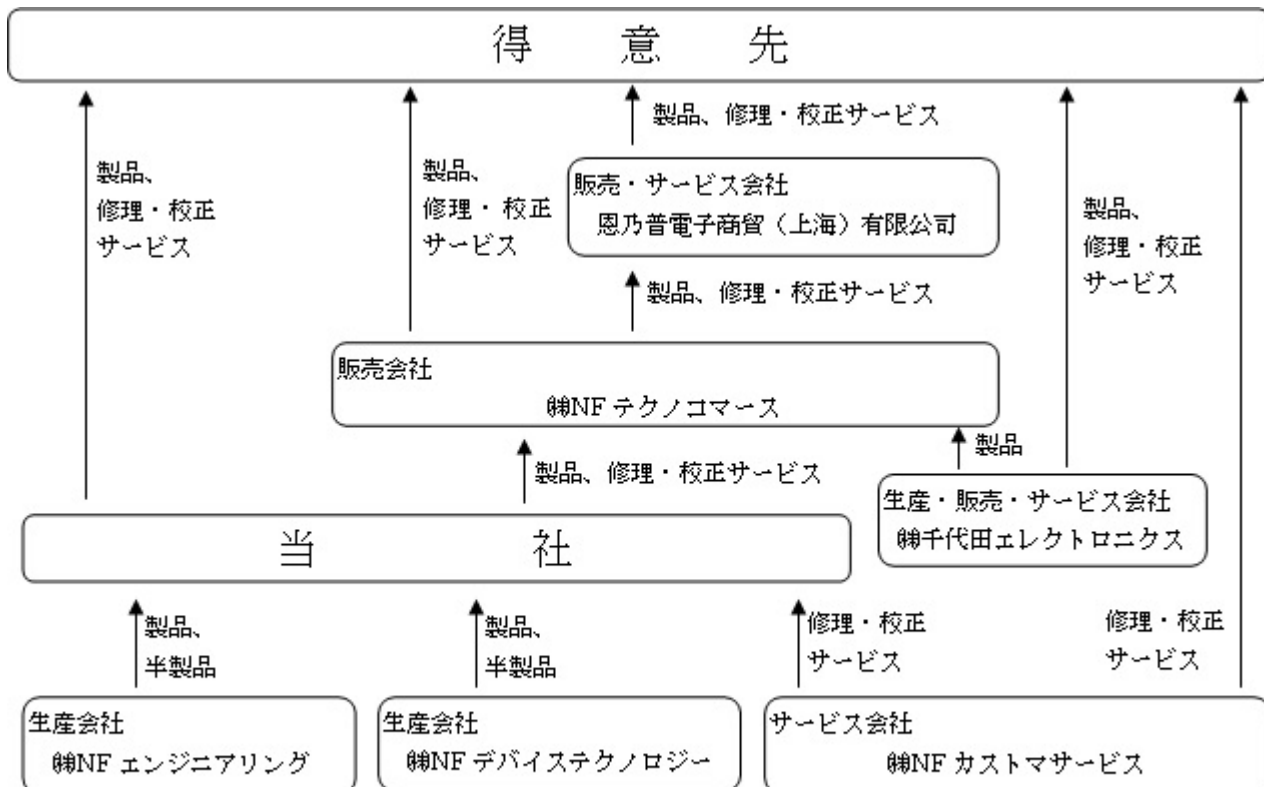 得意先
製品、修理・校正サービス
製品、
修理・校正
サービス
製品、
修理・校正
サービス
販売・サービス会社
恩乃普電子商貿（上海）有限公司
製品、
修理・校正
サービス
製品、修理・校正サービス
販売会社
㈱NFテクノコマース
製品
製品、修理・校正サービス
生産・販売・サービス会社
㈱千代田エレクトロニクス
当社
製品、
半製品
製品、
半製品
修理・校正
サービス
修理・校正
サービス
生産会社
㈱NFエンジニアリング
生産会社
㈱NFデバイステクノロジー
サービス会社
㈱NFカストマサービス